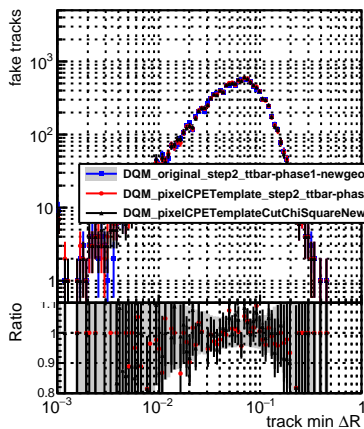 fake tracks
10³
10²
10
1
DQM_original_step2_ttbar-phase1-newgeo
DQM_pixelCPETemplate_step2_ttbar-phas
DQM_pixelCPETemplateCutChiSquareNew
Ratio
1.1
1
0.9
0.8
10⁻³
10⁻²
10⁻¹
1
track min ΔR